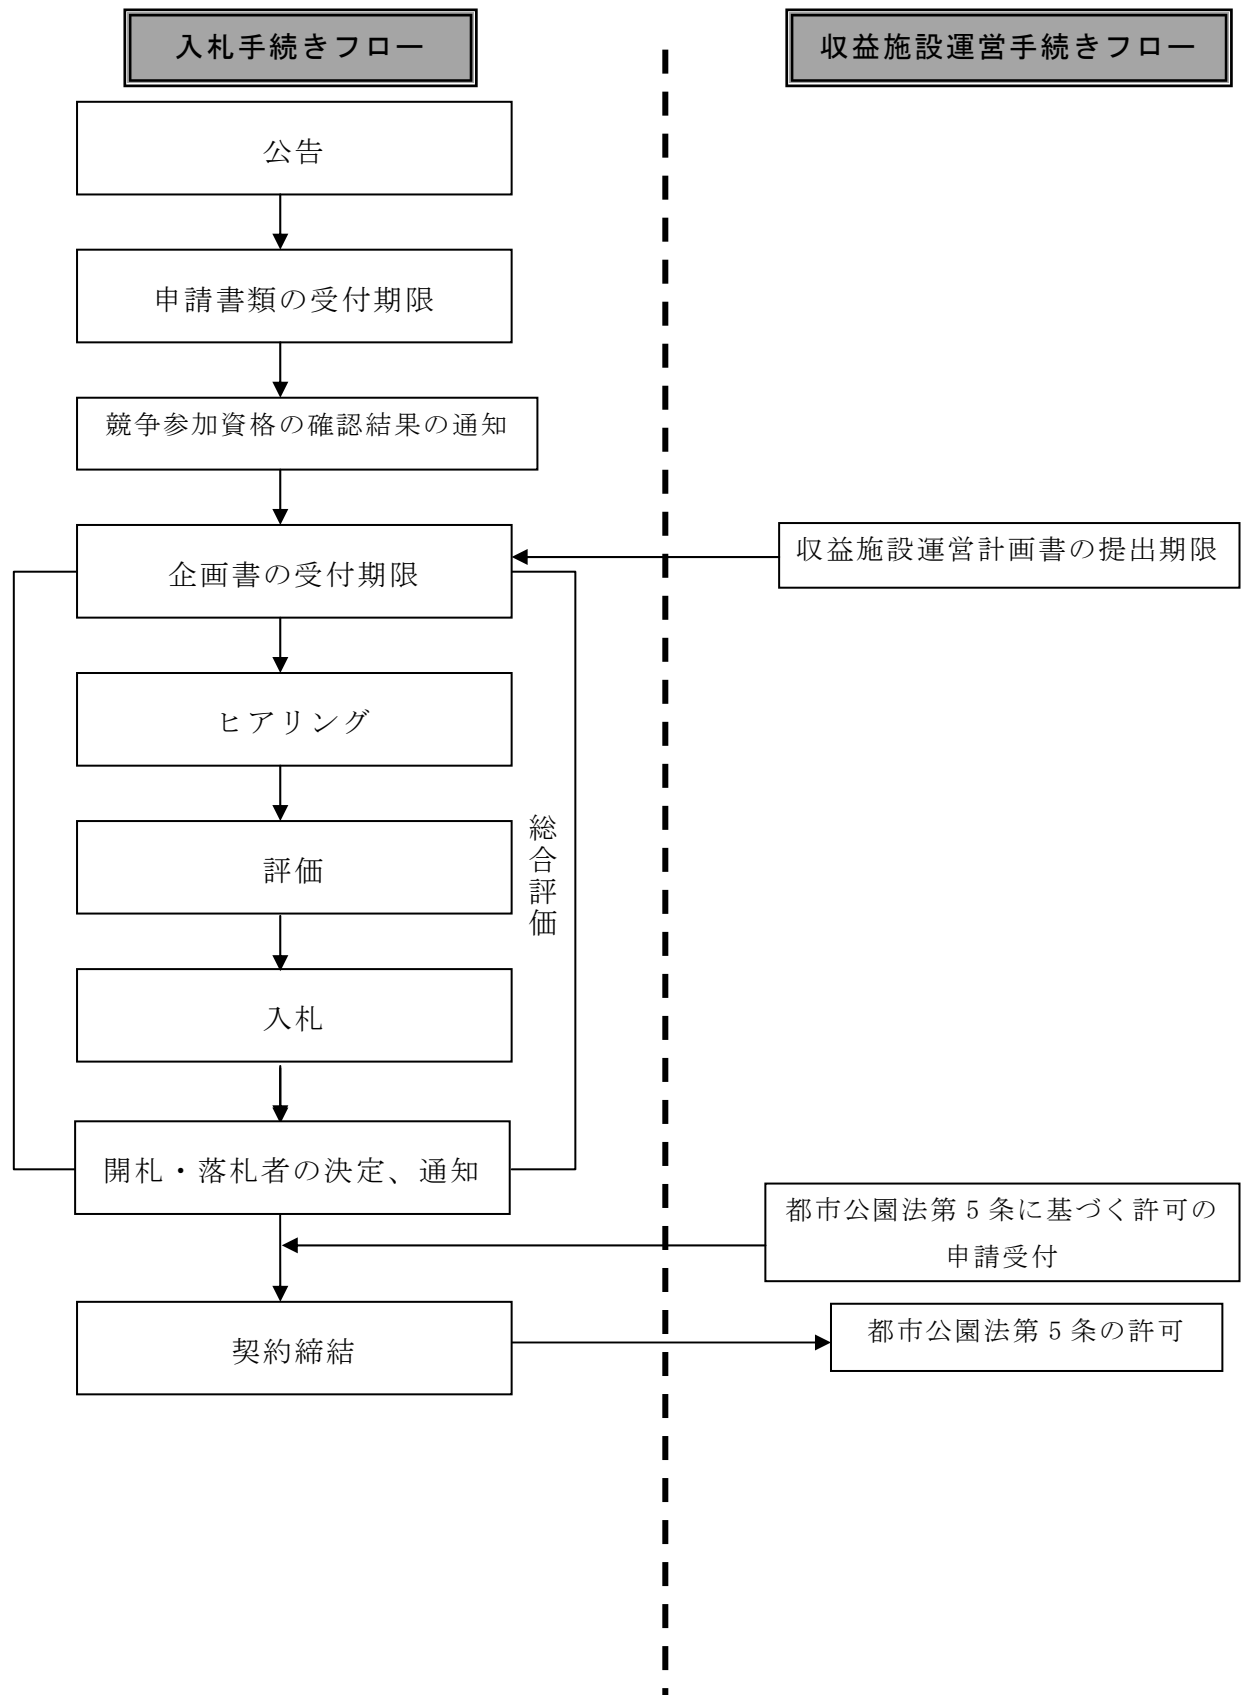 入札手続きフロー
収益施設運営手続きフロー
公告
申請書類の受付期限
競争参加資格の確認結果の通知
企画書の受付期限
収益施設運営計画書の提出期限
ヒアリング
評価
総合評価
入札
開札・落札者の決定、通知
都市公園法第5条に基づく許可の
申請受付
契約締結
都市公園法第5条の許可